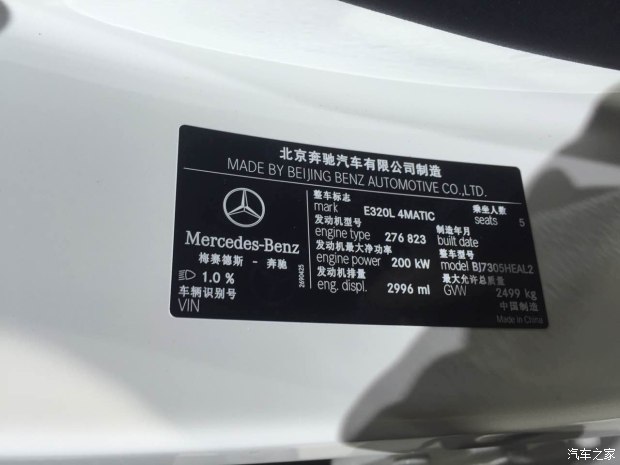 北京奔驰汽车有限公司制造
MADE BY BEIJING BENZ AUTOMOTIVE CO.,LTD.
Mercedes-Benz
梅赛德斯 - 奔驰
1.0 %
车辆识别号
VIN
整车标志
mark E320L 4MATIC
乘坐人数
seats 5
发动机型号
engine type 276 823
制造年月
built date
发动机最大净功率
engine power 200 kW
整车型号
model BJ7305HEAL2
发动机排量
eng. displ. 2996 ml
最大允许总质量
GVW 2499 kg
中国制造
Made in China
汽车之家